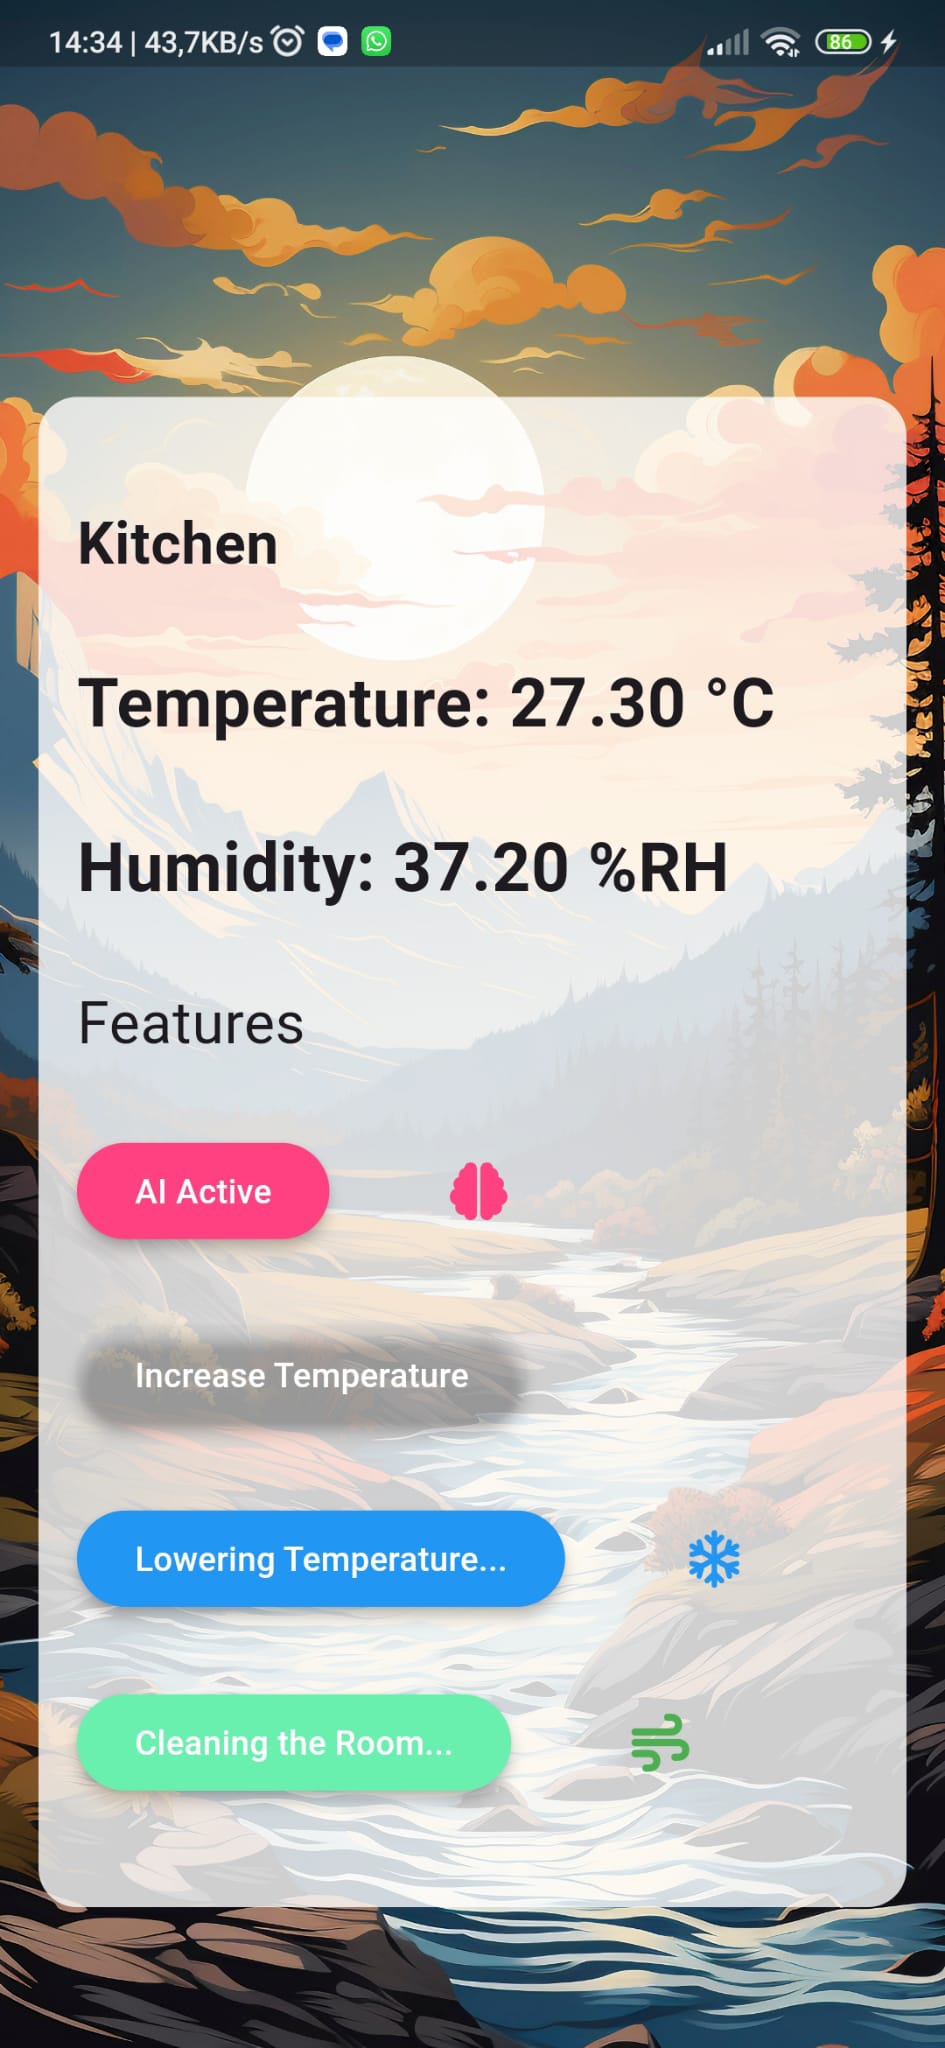 14:34 | 43,7KB/s 86
Kitchen
Temperature: 27.30 °C
Humidity: 37.20 %RH
Features
AI Active
Increase Temperature
Lowering Temperature...
Cleaning the Room...